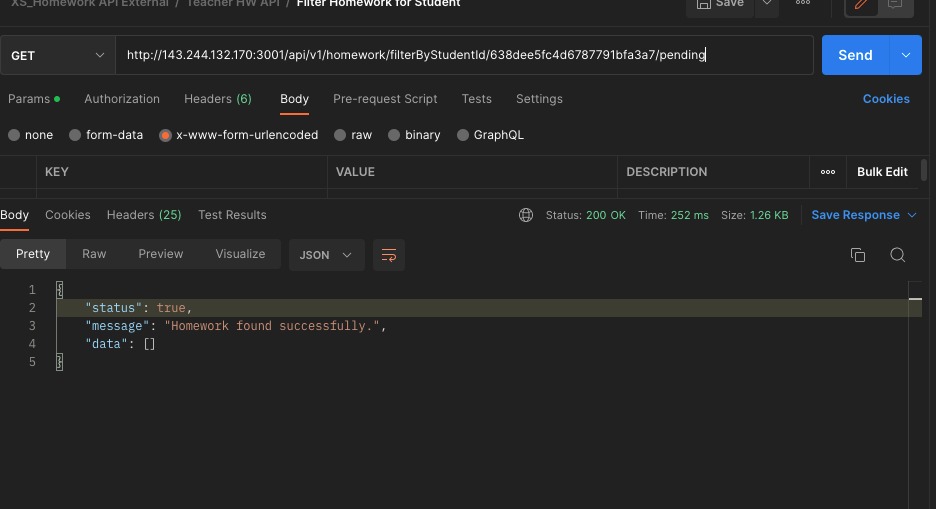 XS_Homework API External / Teacher HW API / Filter Homework for Student
Save
GET http://143.244.132.170:3001/api/v1/homework/filterByStudentId/638dee5fc4d6787791bfa3a7/pending Send
Params Authorization Headers (6) Body Pre-request Script Tests Settings Cookies
none form-data x-www-form-urlencoded raw binary GraphQL
KEY VALUE DESCRIPTION ooo Bulk Edit
Body Cookies Headers (25) Test Results Status: 200 OK Time: 252 ms Size: 1.26 KB Save Response
Pretty Raw Preview Visualize JSON
1 {
2 "status": true,
3 "message": "Homework found successfully.",
4 "data": []
5 }